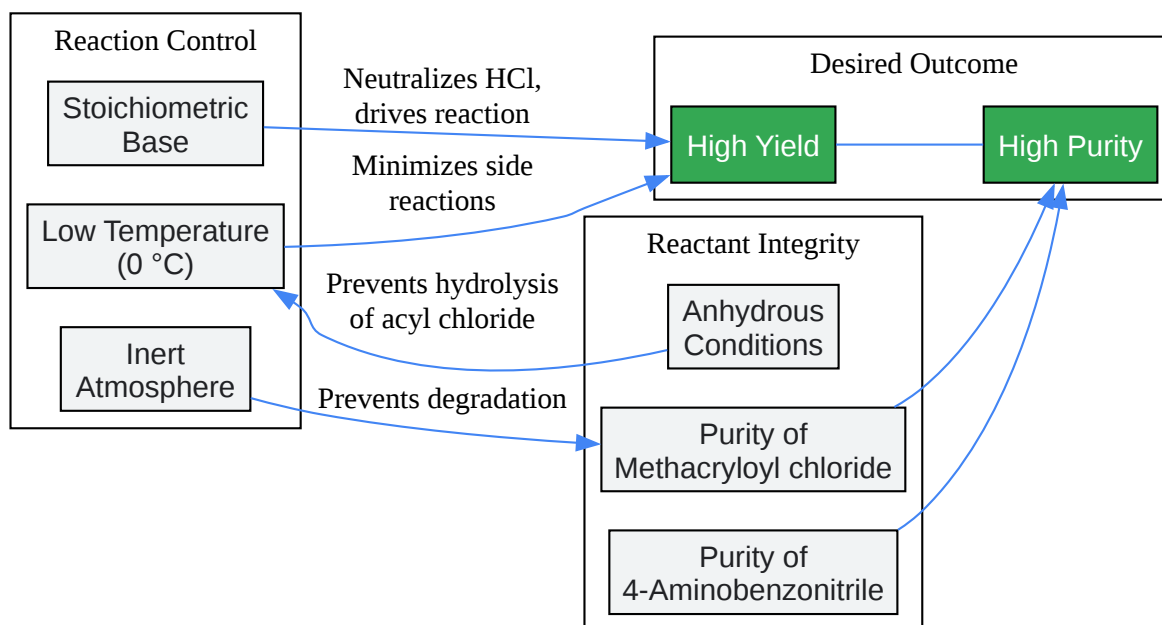 Reaction Control
Stoichiometric
Base
Low Temperature
(0 °C)
Inert
Atmosphere
Neutralizes HCl,
drives reaction
Minimizes side
reactions
Prevents hydrolysis
of acyl chloride
Prevents degradation
Desired Outcome
High Yield
High Purity
Reactant Integrity
Anhydrous
Conditions
Purity of
Methacryloyl chloride
Purity of
4-Aminobenzonitrile